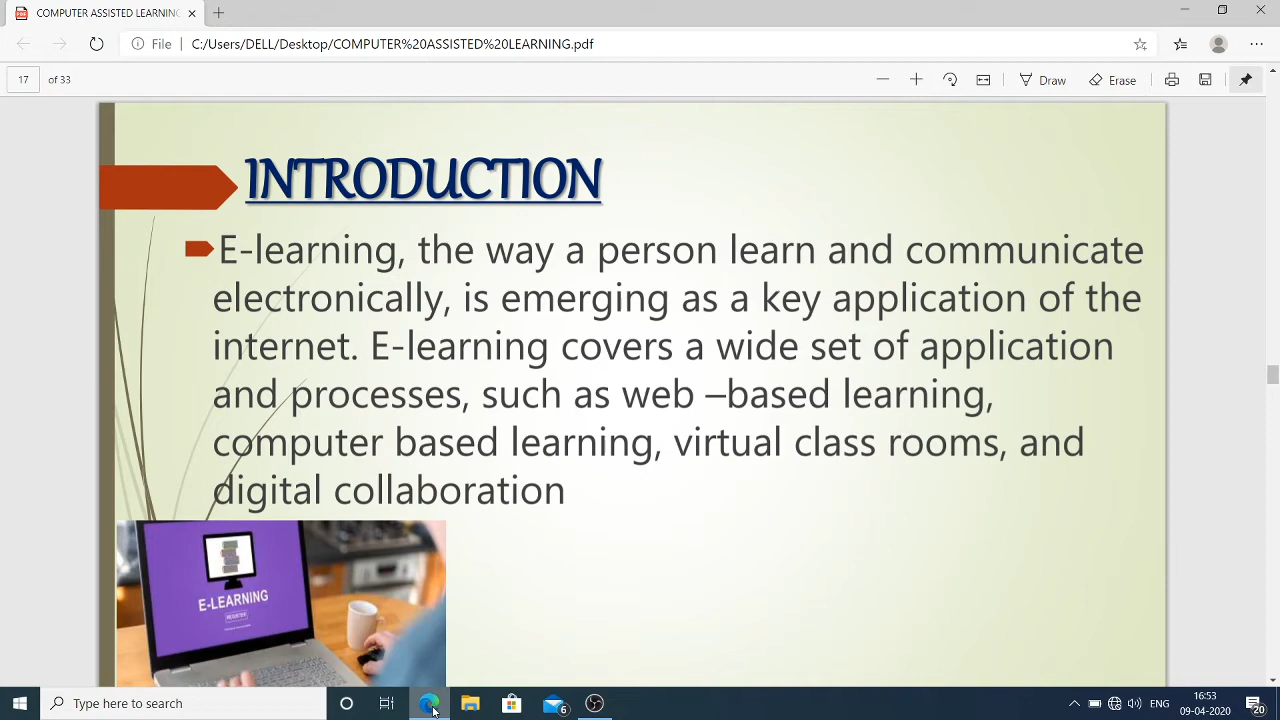 COMPUTER ASSISTED LEARNING
File C:/Users/DELL/Desktop/COMPUTER%20ASSISTED%20LEARNING.pdf
17 of 33 Draw Erase
INTRODUCTION
E-learning, the way a person learn and communicate
electronically, is emerging as a key application of the
internet. E-learning covers a wide set of application
and processes, such as web –based learning,
computer based learning, virtual class rooms, and
digital collaboration
E-LEARNING
REGISTER
Type here to search
6
ENG
16:53
09-04-2020
20